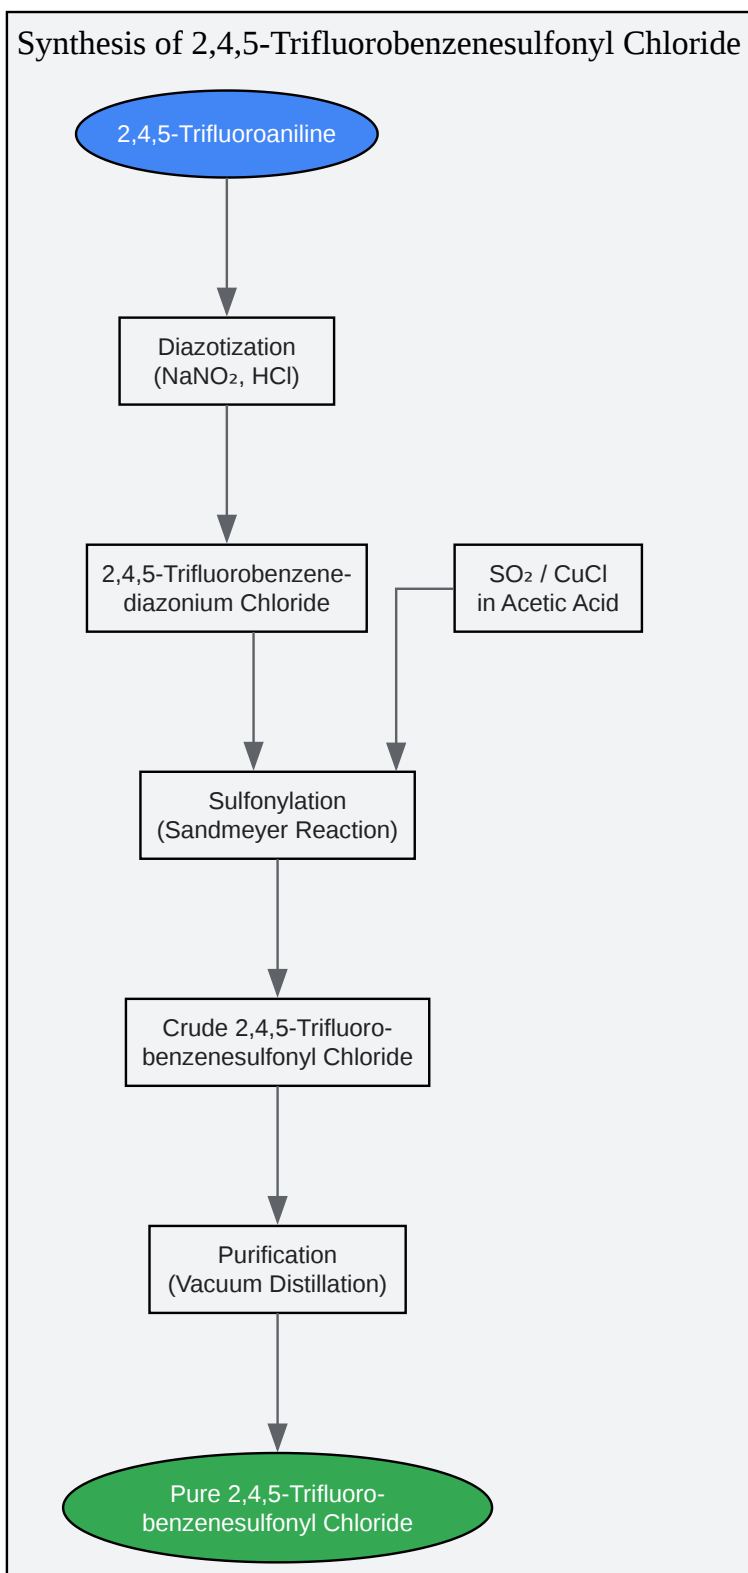 Synthesis of 2,4,5-Trifluorobenzenesulfonyl Chloride
2,4,5-Trifluoroaniline
Diazotization
(NaNO₂, HCl)
2,4,5-Trifluorobenzene-
diazonium Chloride
SO₂ / CuCl
in Acetic Acid
Sulfonylation
(Sandmeyer Reaction)
Crude 2,4,5-Trifluoro-
benzenesulfonyl Chloride
Purification
(Vacuum Distillation)
Pure 2,4,5-Trifluoro-
benzenesulfonyl Chloride